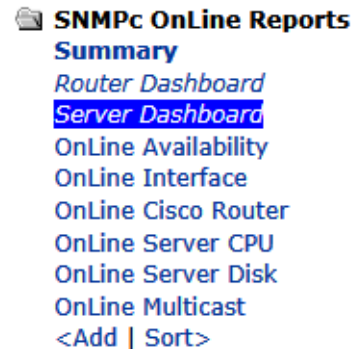 SNMPc OnLine Reports
Summary
Router Dashboard
Server Dashboard
OnLine Availability
OnLine Interface
OnLine Cisco Router
OnLine Server CPU
OnLine Server Disk
OnLine Multicast
<Add | Sort>